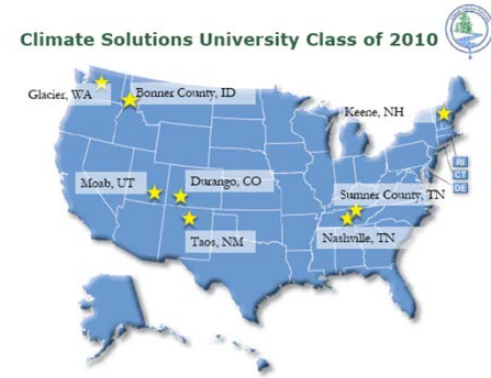 Climate Solutions University Class of 2010
Glacier, WA
Bonner County, ID
Keene, NH
RI
CT
DE
Moab, UT
Durango, CO
Sumner County, TN
Taos, NM
Nashville, TN